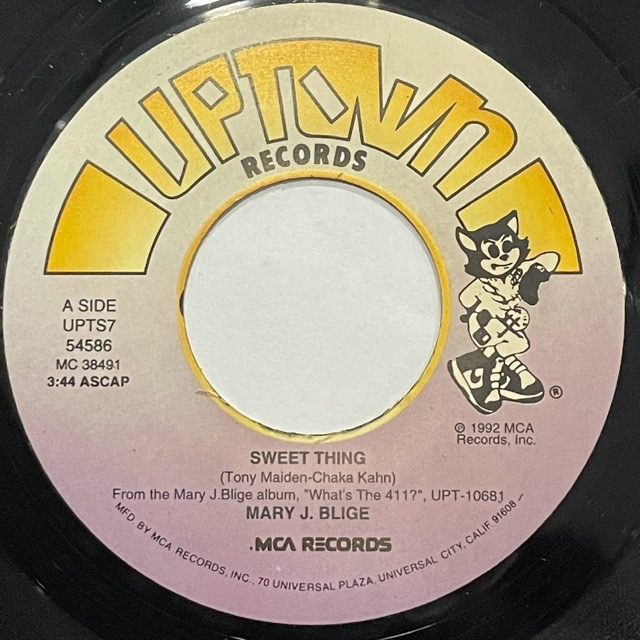 UPTOWN
RECORDS
A SIDE
UPTS7
54586
MC 38491
3:44 ASCAP
®
℗ 1992 MCA
Records, Inc.
SWEET THING
(Tony Maiden-Chaka Kahn)
From the Mary J.Blige album, "What's The 411?", UPT-10681
MARY J. BLIGE
.MCA RECORDS
MFD. BY MCA RECORDS, INC., 70 UNIVERSAL PLAZA, UNIVERSAL CITY, CALIF. 91608